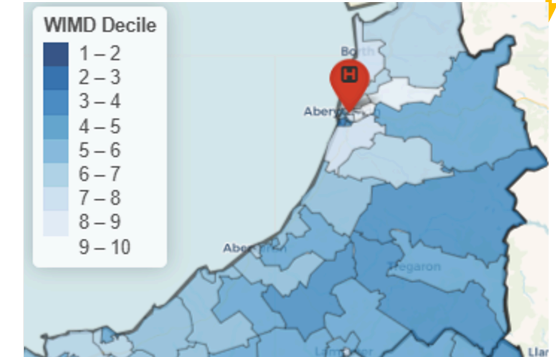 WIMD Decile
1 – 2
2 – 3
3 – 4
4 – 5
5 – 6
6 – 7
7 – 8
8 – 9
9 – 10
Borth
H
Tregaron